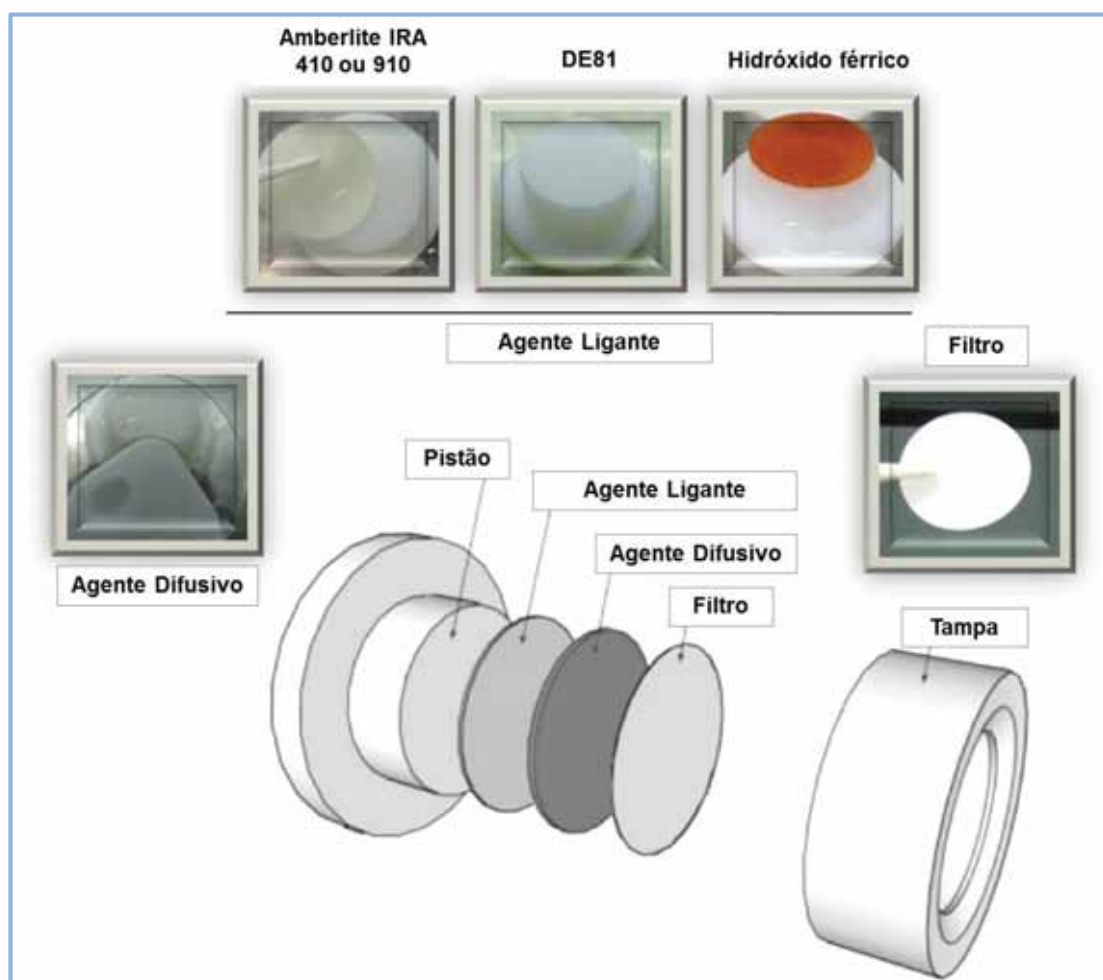 Amberlite IRA
410 ou 910
DE81
Hidróxido férrico
Agente Ligante
Filtro
Agente Difusivo
Pistão
Agente Ligante
Agente Difusivo
Filtro
Tampa